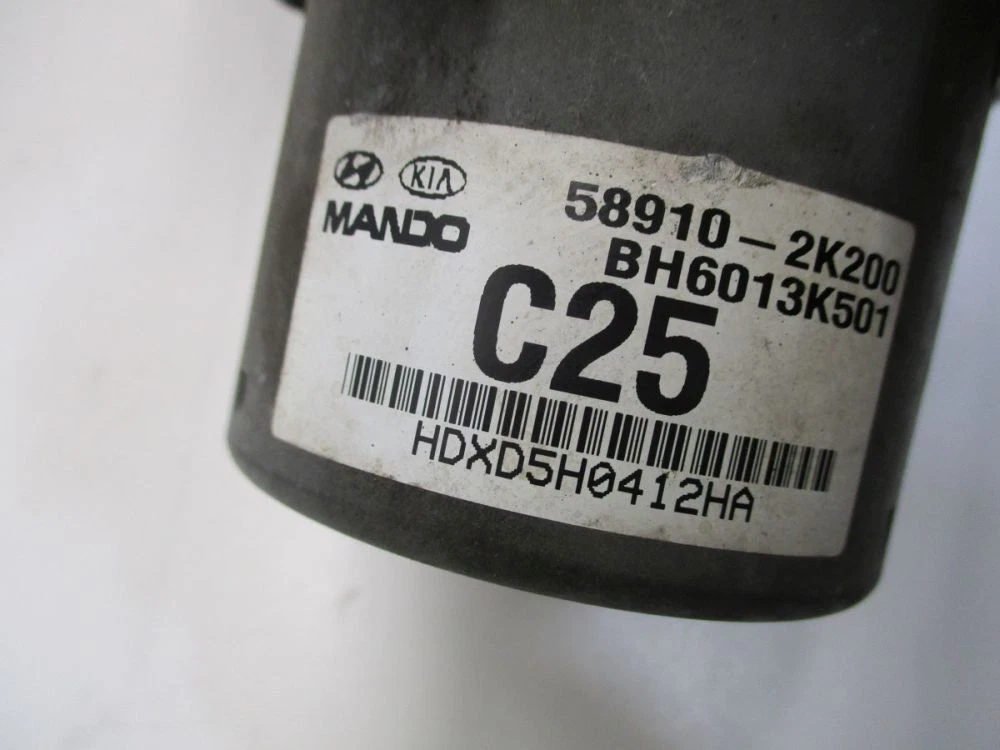 KIA
MANDO
58910-2K200
BH6013K501
C25
HDXD5H0412HA